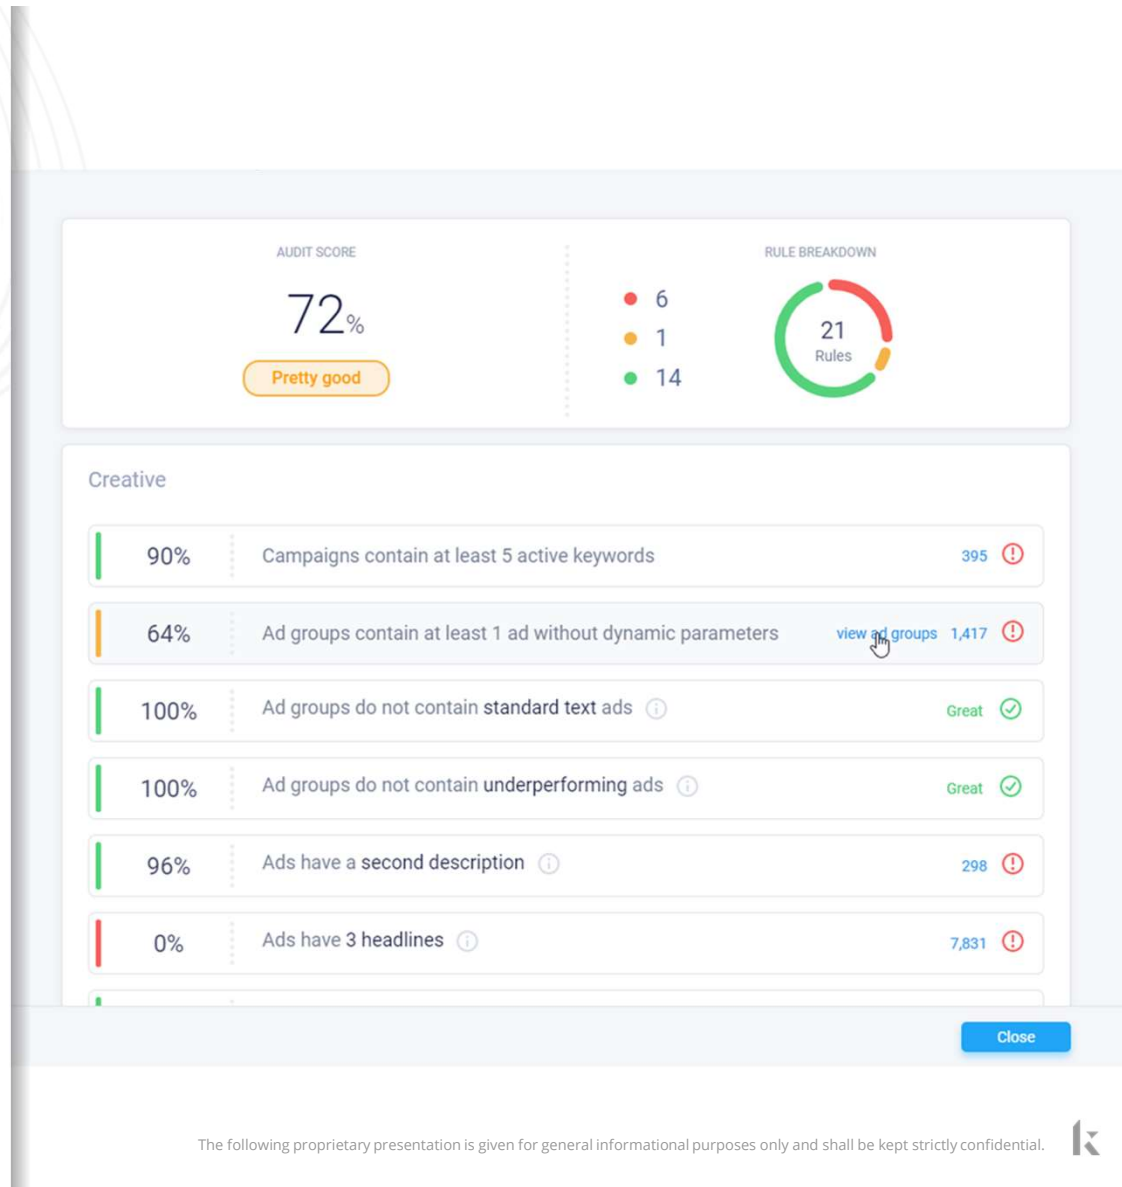 AUDIT SCORE
72%
Pretty good
RULE BREAKDOWN
6
1
14
21
Rules
Creative
90% Campaigns contain at least 5 active keywords 395
64% Ad groups contain at least 1 ad without dynamic parameters view ad groups 1,417
100% Ad groups do not contain standard text ads Great
100% Ad groups do not contain underperforming ads Great
96% Ads have a second description 298
0% Ads have 3 headlines 7,831
Close
The following proprietary presentation is given for general informational purposes only and shall be kept strictly confidential.
k